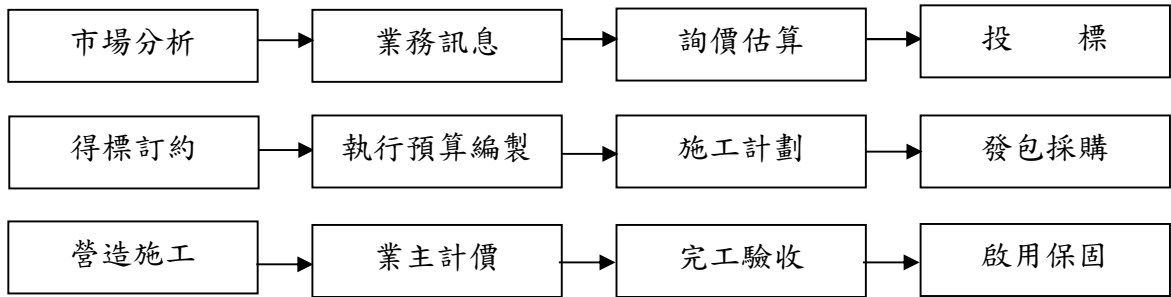 市場分析 業務訊息 詢價估算 投 標
得標訂約 執行預算編製 施工計劃 發包採購
營造施工 業主計價 完工驗收 啟用保固